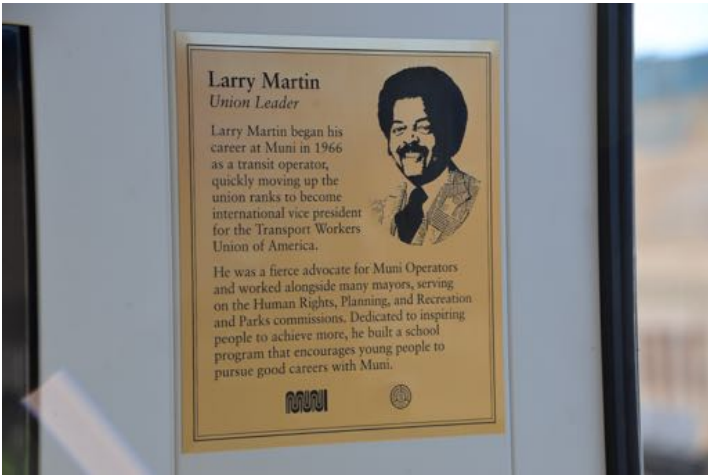 Larry Martin
Union Leader
Larry Martin began his
career at Muni in 1966
as a transit operator,
quickly moving up the
union ranks to become
international vice president
for the Transport Workers
Union of America.
He was a fierce advocate for Muni Operators
and worked alongside many mayors, serving
on the Human Rights, Planning, and Recreation
and Parks commissions. Dedicated to inspiring
people to achieve more, he built a school
program that encourages young people to
pursue good careers with Muni.
MUNI